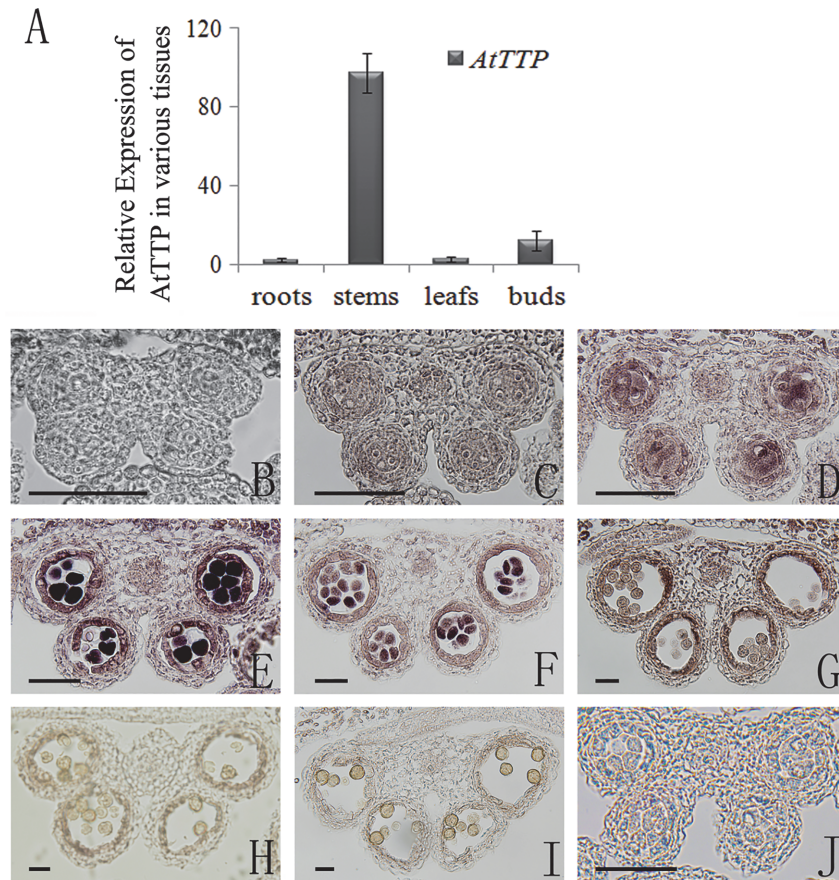 A
Relative Expression of
AtTTP in various tissues
120
80
40
0
AtTTP
roots stems leafs buds
B
C
D
E
F
G
H
I
J